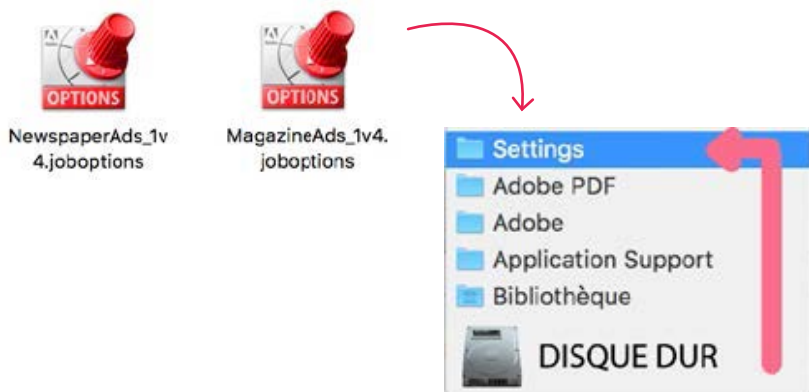 OPTIONS
NewspaperAds_1v
4.joboptions
OPTIONS
MagazineAds_1v4.
joboptions
Settings
Adobe PDF
Adobe
Application Support
Bibliothèque
DISQUE DUR